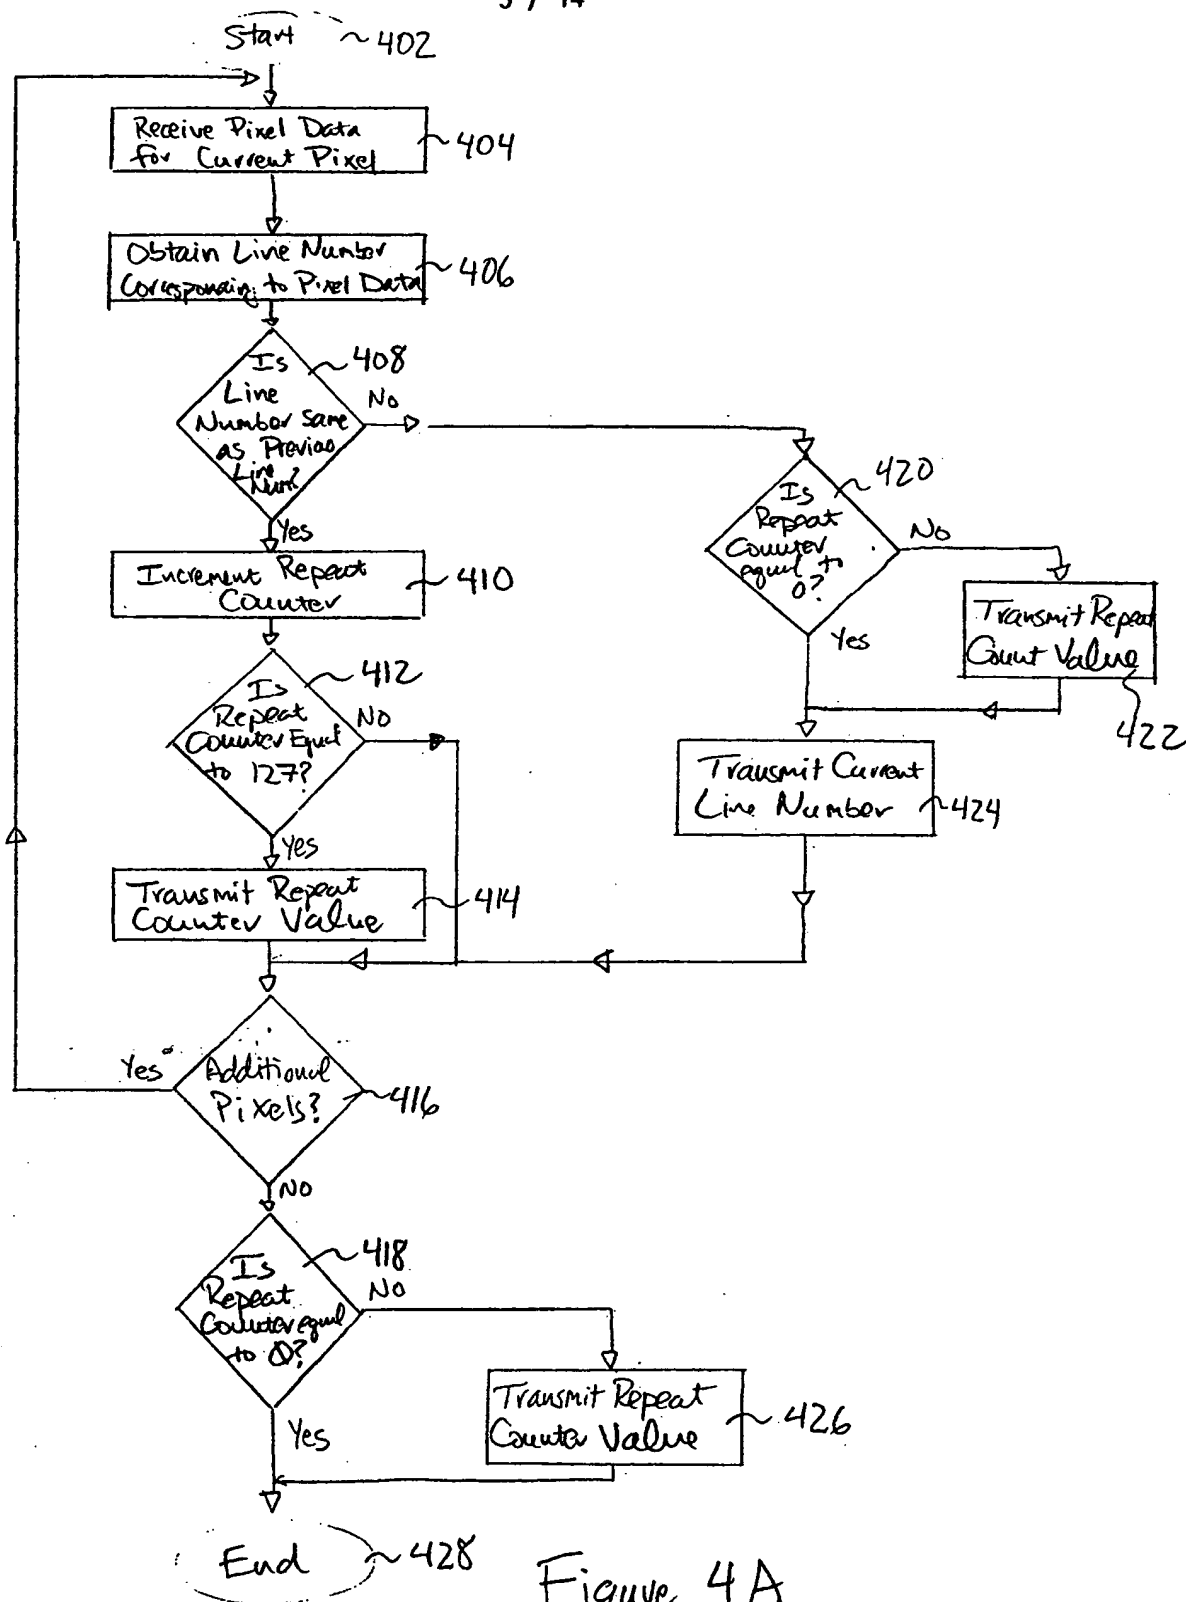 5 / 14
Start 402
Receive Pixel Data
for Current Pixel
404
Obtain Line Number
Corresponding to Pixel Data
406
Is
Line
Number same
as Previou
Line
Num?
408
No
Yes
Increment Repeat
Counter
410
Is
Repeat
Counter Equal
to 127?
412
No
Yes
Transmit Repeat
Counter Value
414
Is
Repeat
Counter
equal to
0?
420
No
Yes
Transmit Repeat
Count Value
422
Transmit Current
Line Number
424
Additional
Pixels?
416
Yes
No
Is
Repeat
Counter equal
to 0?
418
No
Yes
Transmit Repeat
Counter Value
426
End 428
Figure 4A